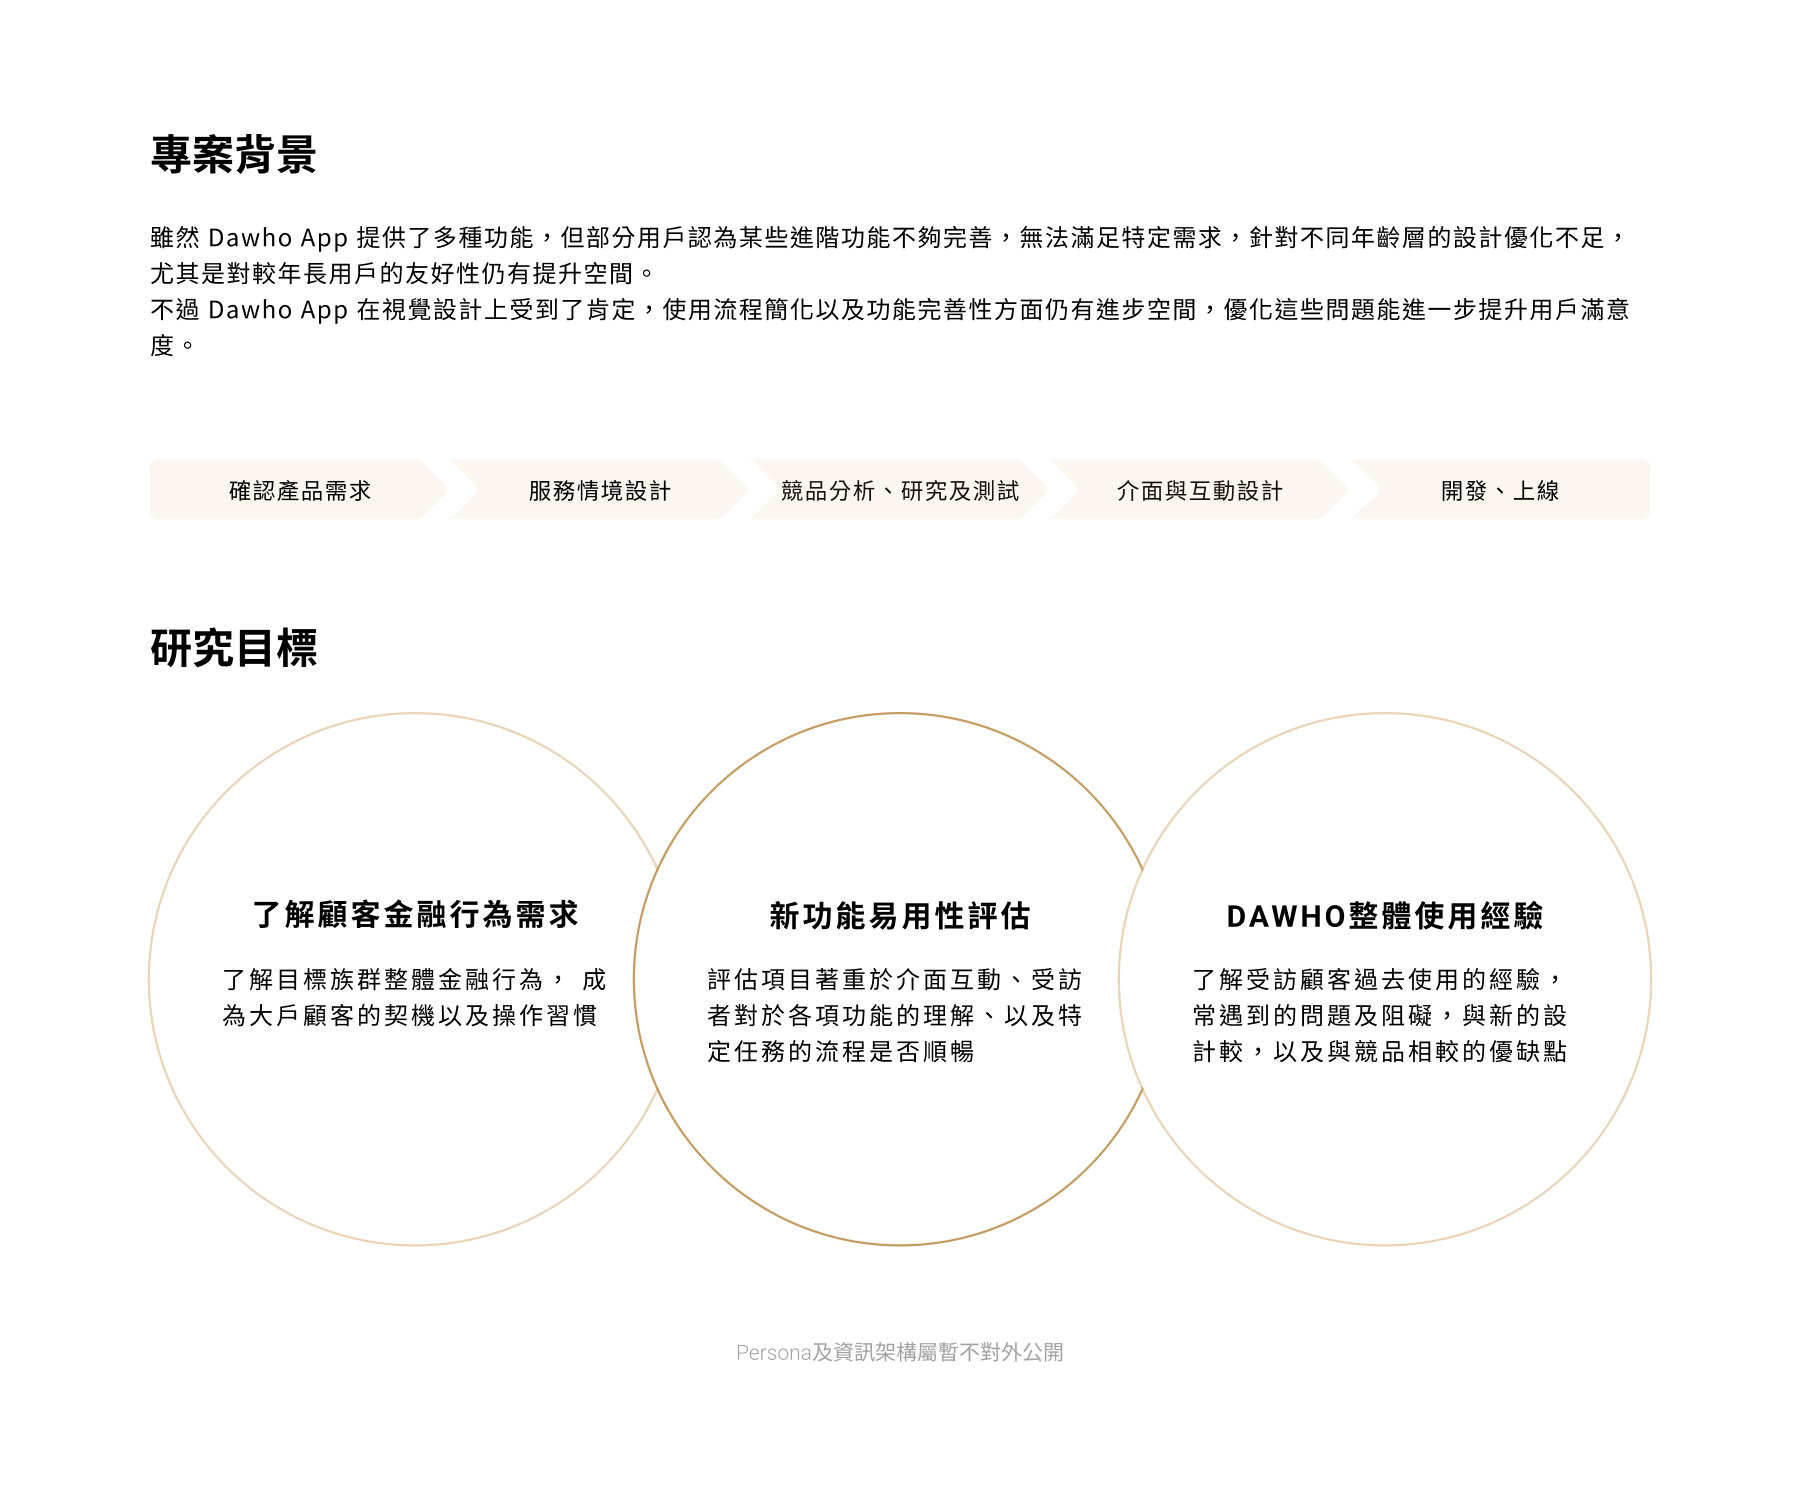 專案背景
雖然 Dawho App 提供了多種功能，但部分用戶認為某些進階功能不夠完善，無法滿足特定需求，針對不同年齡層的設計優化不足，
尤其是對較年長用戶的友好性仍有提升空間。
不過 Dawho App 在視覺設計上受到了肯定，使用流程簡化以及功能完善性方面仍有進步空間，優化這些問題能進一步提升用戶滿意
度。
確認產品需求
服務情境設計
競品分析、研究及測試
介面與互動設計
開發、上線
研究目標
了解顧客金融行為需求
了解目標族群整體金融行為， 成
為大戶顧客的契機以及操作習慣
新功能易用性評估
評估項目著重於介面互動、受訪
者對於各項功能的理解、以及特
定任務的流程是否順暢
DAWHO整體使用經驗
了解受訪顧客過去使用的經驗，
常遇到的問題及阻礙，與新的設
計較，以及與競品相較的優缺點
Persona及資訊架構屬暫不對外公開